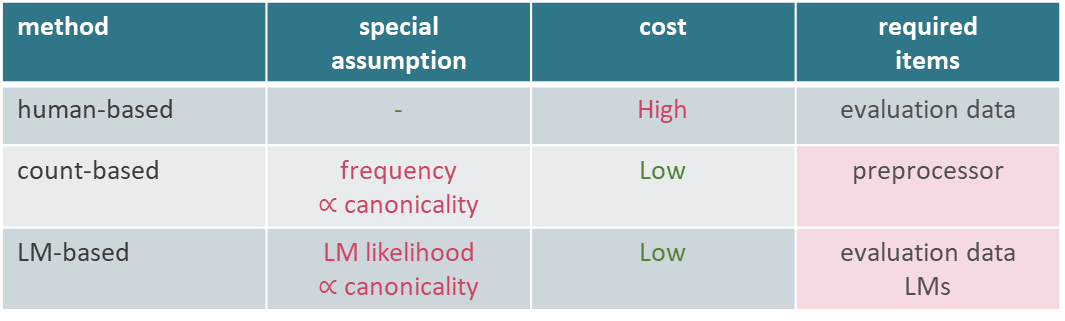 method special cost required
assumption items
human-based - High evaluation data
count-based frequency Low preprocessor
∝ canonicality
LM-based LM likelihood Low evaluation data
∝ canonicality LMs